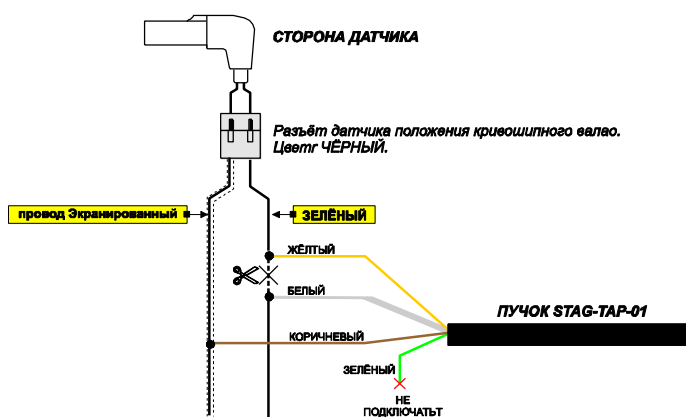 СТОРОНА ДАТЧИКА
Разъём датчика положения кривошипного валао.
Цветг ЧЁРНЫЙ.
провод Экранированный
ЗЕЛЁНЫЙ
ЖЁЛТЫЙ
БЕЛЫЙ
ПУЧОК STAG-TAP-01
КОРИЧНЕВЫЙ
ЗЕЛЁНЫЙ
НЕ
ПОДКЛЮЧАТЬТ